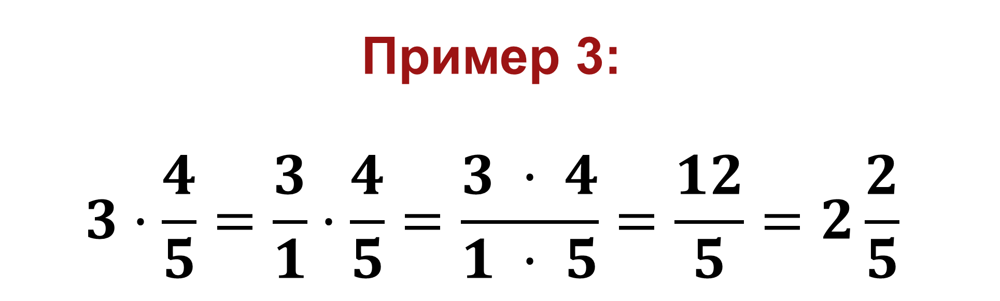 Пример 3:
3 · 4/5 = 3/1 · 4/5 = 3 · 4/1 · 5 = 12/5 = 2 2/5